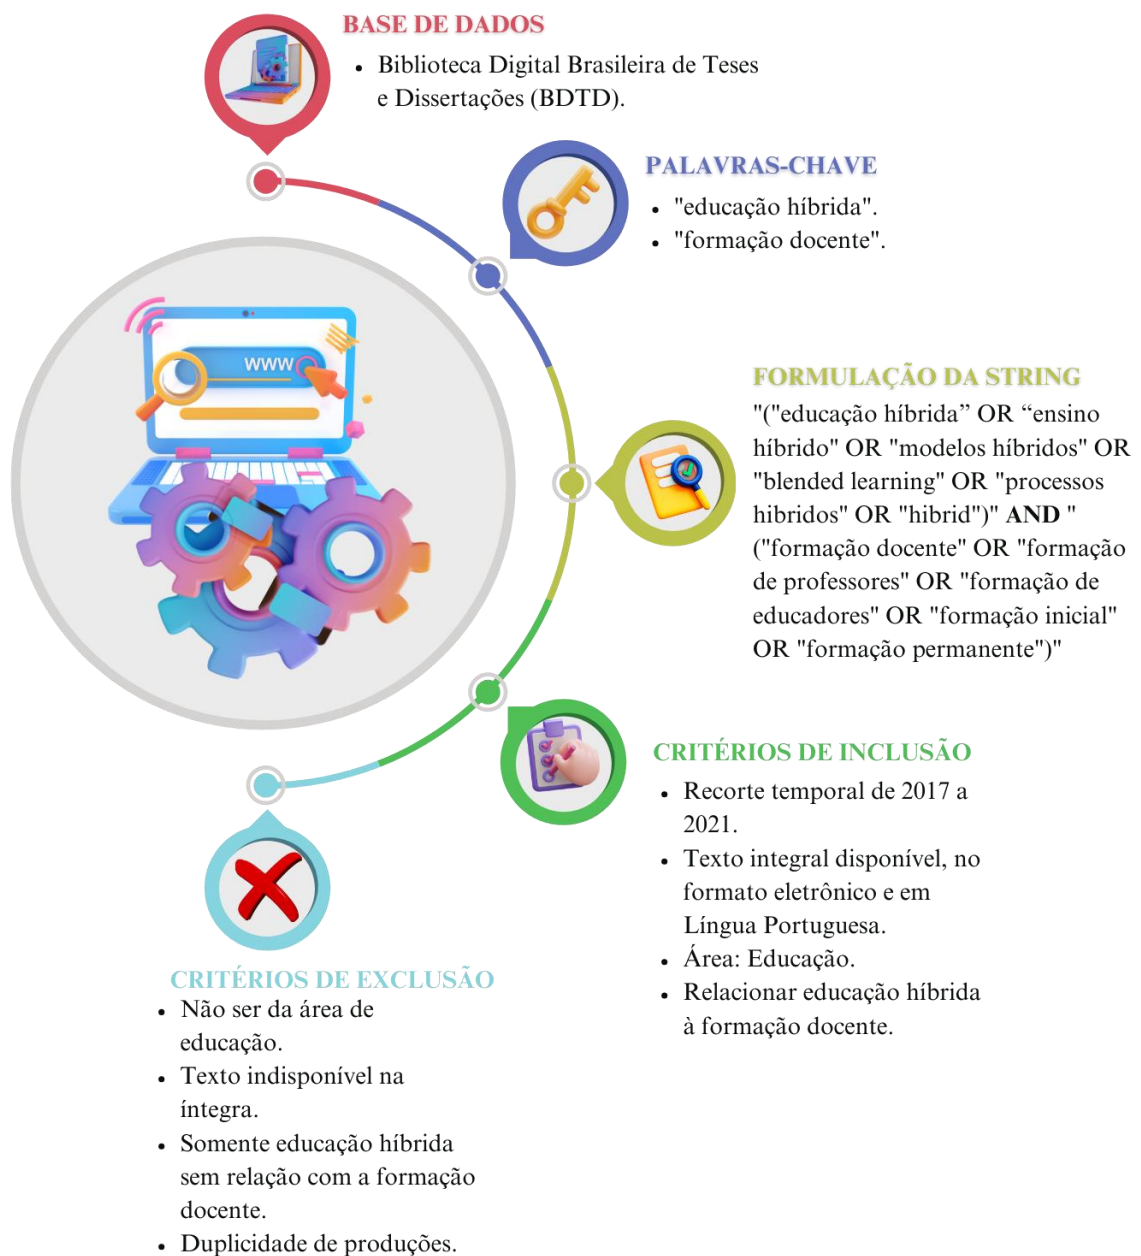 BASE DE DADOS
• Biblioteca Digital Brasileira de Teses
e Dissertações (BDTD).
PALAVRAS-CHAVE
• "educação híbrida".
• "formação docente".
WWW
FORMULAÇÃO DA STRING
"("educação híbrida” OR “ensino
híbrido" OR "modelos híbridos" OR
"blended learning" OR "processos
hibridos" OR "hibrid")" AND "
("formação docente" OR "formação
de professores" OR "formação de
educadores" OR "formação inicial"
OR "formação permanente")"
CRITÉRIOS DE INCLUSÃO
• Recorte temporal de 2017 a
2021.
• Texto integral disponível, no
formato eletrônico e em
Língua Portuguesa.
• Área: Educação.
• Relacionar educação híbrida
à formação docente.
CRITÉRIOS DE EXCLUSÃO
• Não ser da área de
educação.
• Texto indisponível na
íntegra.
• Somente educação híbrida
sem relação com a formação
docente.
• Duplicidade de produções.